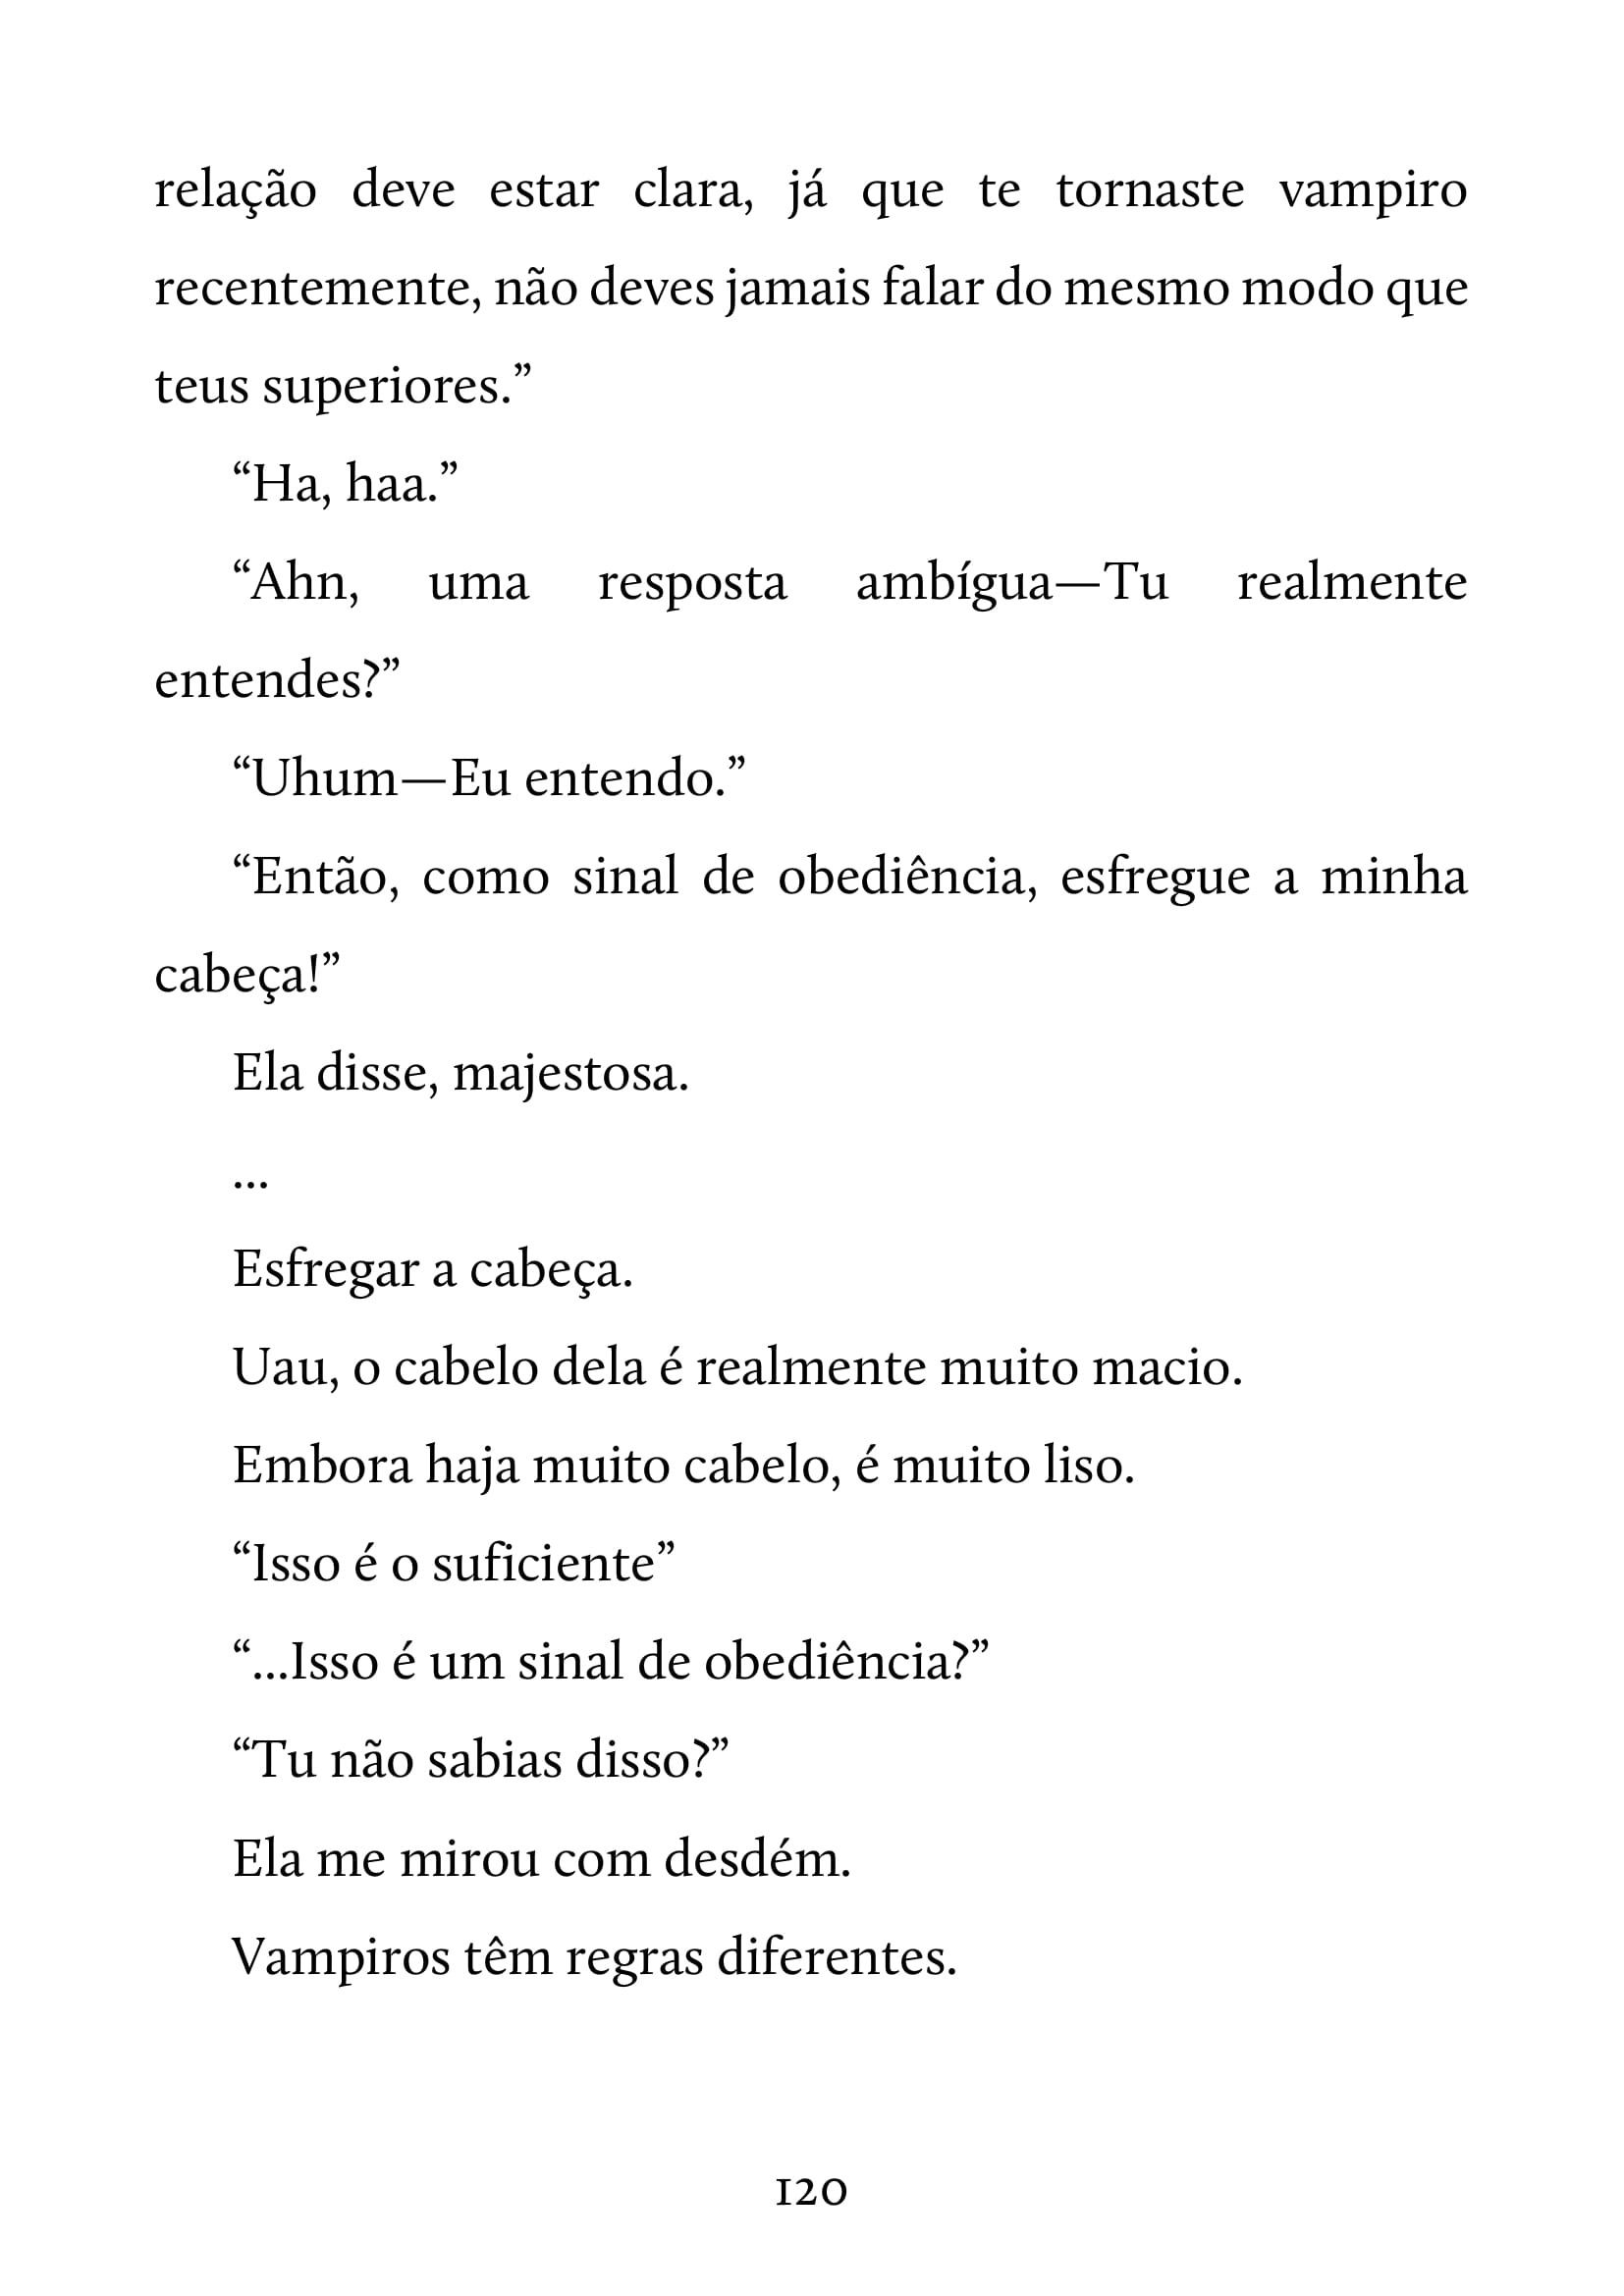 relação deve estar clara, já que te tornaste vampiro
recentemente, não deves jamais falar do mesmo modo que
teus superiores.”
“Ha, haa.”
“Ahn, uma resposta ambígua—Tu realmente
entendes?”
“Uhum—Eu entendo.”
“Então, como sinal de obediência, esfregue a minha
cabeça!”
Ela disse, majestosa.
...
Esfregar a cabeça.
Uau, o cabelo dela é realmente muito macio.
Embora haja muito cabelo, é muito liso.
“Isso é o suficiente”
“...Isso é um sinal de obediência?”
“Tu não sabias disso?”
Ela me mirou com desdém.
Vampiros têm regras diferentes.
120